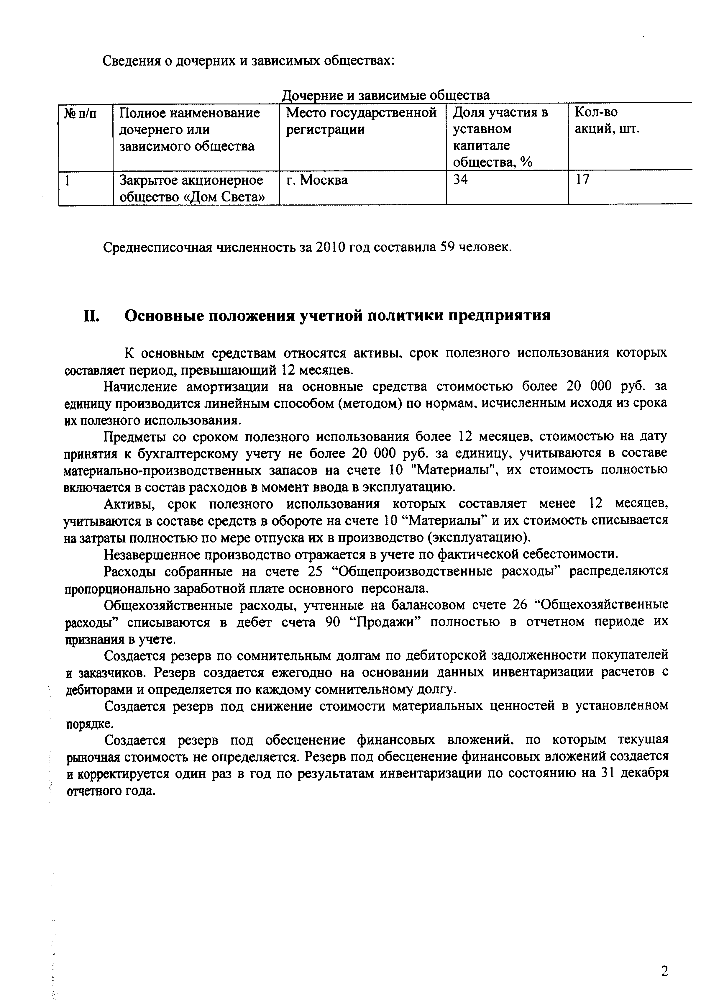 Сведения о дочерних и зависимых обществах:
Дочерние и зависимые общества
№ п/п
Полное наименование
дочернего или
зависимого общества
Место государственной
регистрации
Доля участия в
уставном
капитале
общества, %
Кол-во
акций, шт.
1
Закрытое акционерное
общество «Дом Света»
г. Москва
34
17
Среднесписочная численность за 2010 год составила 59 человек.
II. Основные положения учетной политики предприятия
К основным средствам относятся активы, срок полезного использования которых
составляет период, превышающий 12 месяцев.
Начисление амортизации на основные средства стоимостью более 20 000 руб. за
единицу производится линейным способом (методом) по нормам, исчисленным исходя из срока
их полезного использования.
Предметы со сроком полезного использования более 12 месяцев, стоимостью на дату
принятия к бухгалтерскому учету не более 20 000 руб. за единицу, учитываются в составе
материально-производственных запасов на счете 10 "Материалы", их стоимость полностью
включается в состав расходов в момент ввода в эксплуатацию.
Активы, срок полезного использования которых составляет менее 12 месяцев,
учитываются в составе средств в обороте на счете 10 “Материалы” и их стоимость списывается
на затраты полностью по мере отпуска их в производство (эксплуатацию).
Незавершенное производство отражается в учете по фактической себестоимости.
Расходы собранные на счете 25 “Общепроизводственные расходы” распределяются
пропорционально заработной плате основного персонала.
Общехозяйственные расходы, учтенные на балансовом счете 26 “Общехозяйственные
расходы” списываются в дебет счета 90 “Продажи” полностью в отчетном периоде их
признания в учете.
Создается резерв по сомнительным долгам по дебиторской задолженности покупателей
и заказчиков. Резерв создается ежегодно на основании данных инвентаризации расчетов с
дебиторами и определяется по каждому сомнительному долгу.
Создается резерв под снижение стоимости материальных ценностей в установленном
порядке.
Создается резерв под обесценение финансовых вложений. по которым текущая
рыночная стоимость не определяется. Резерв под обесценение финансовых вложений создается
и корректируется один раз в год по результатам инвентаризации по состоянию на 31 декабря
отчетного года.
2